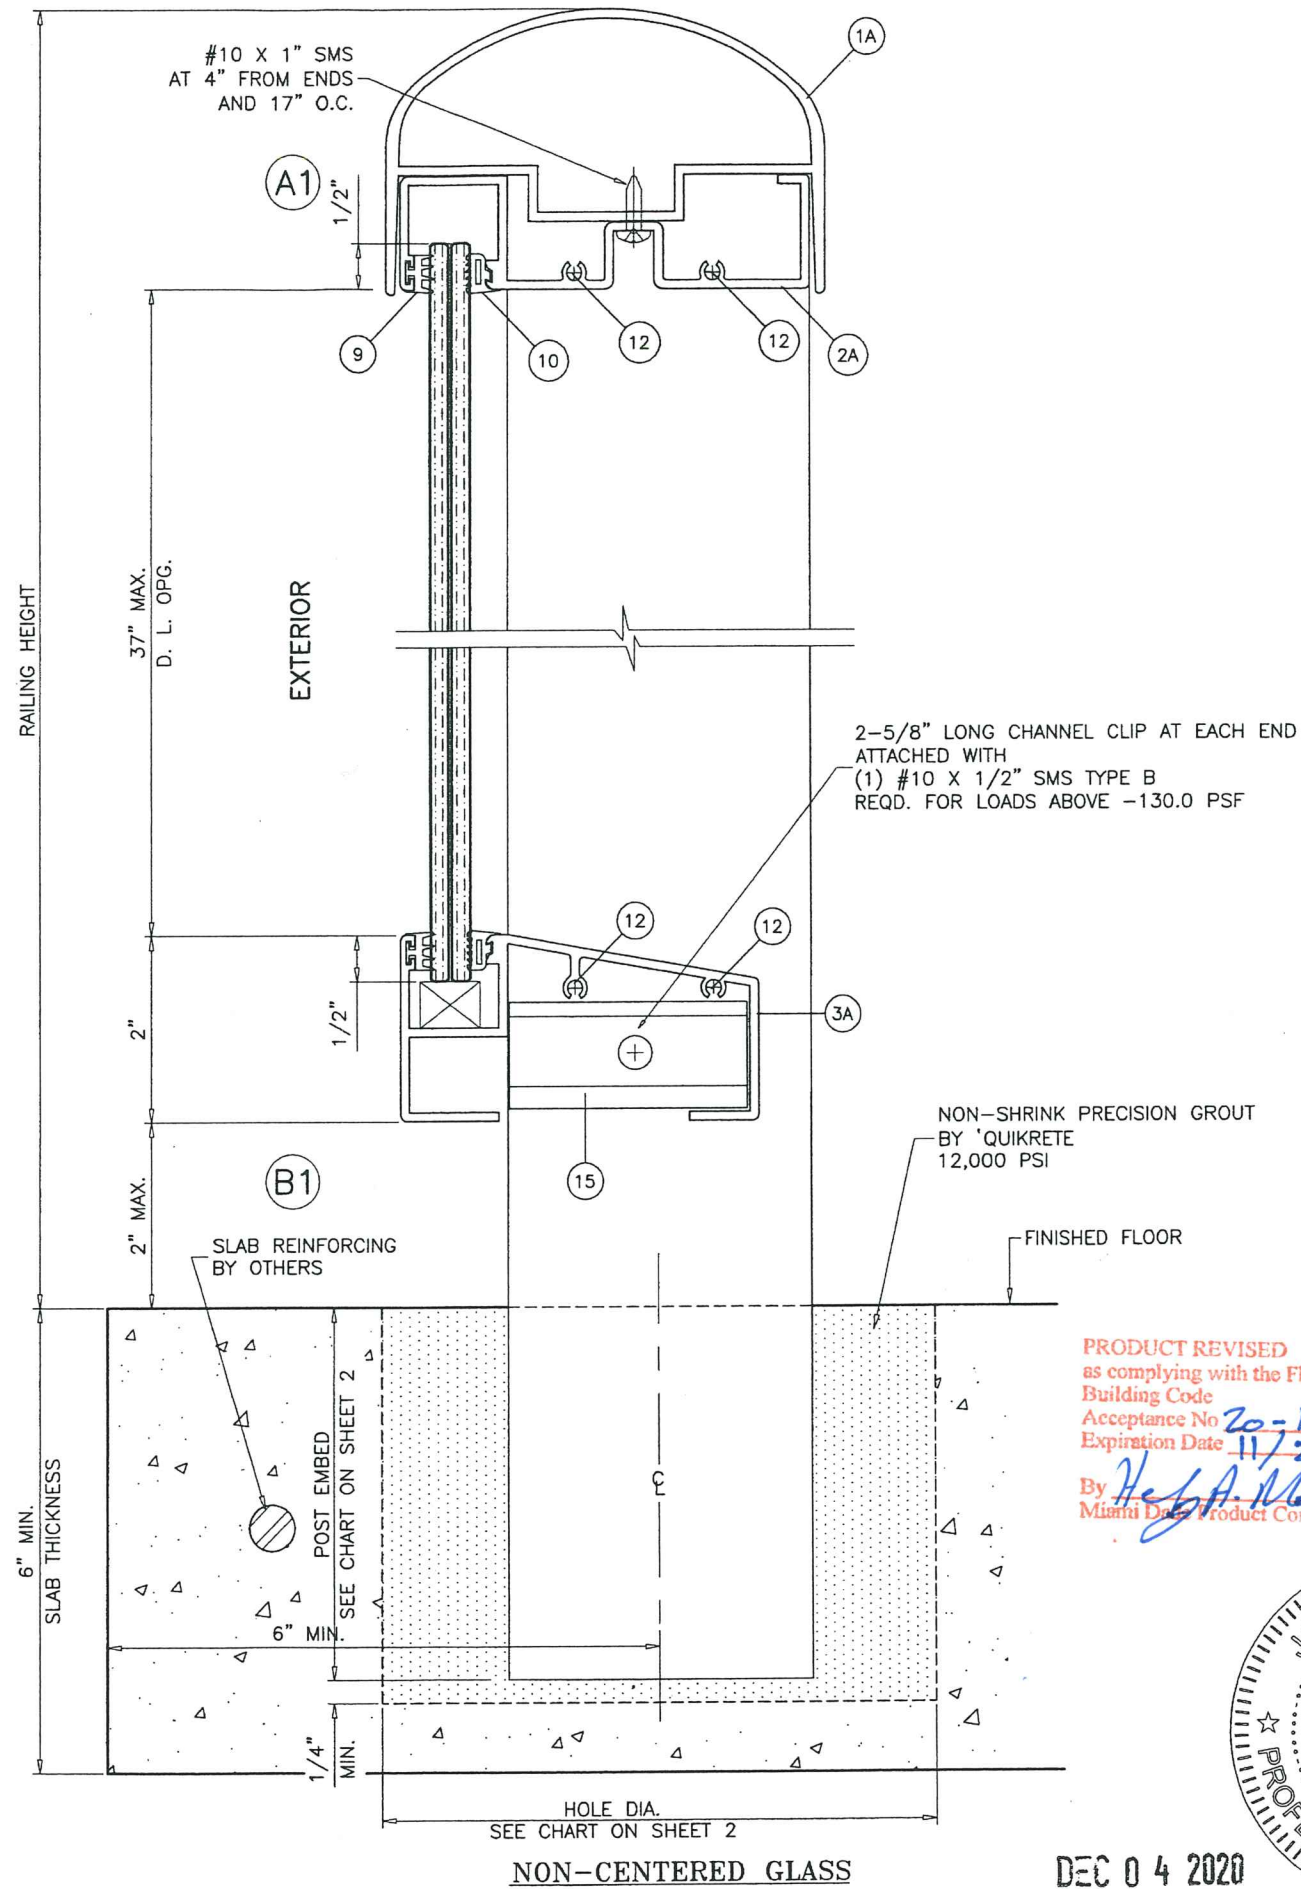 #10 X 1" SMS
AT 4" FROM ENDS
AND 17" O.C.
1A
A1
1/2"
9
10
12
12
2A
RAILING HEIGHT
37" MAX.
D. L. OPG.
EXTERIOR
2-5/8" LONG CHANNEL CLIP AT EACH END
ATTACHED WITH
(1) #10 X 1/2" SMS TYPE B
REQD. FOR LOADS ABOVE -130.0 PSF
12
12
3A
2"
1/2"
15
NON-SHRINK PRECISION GROUT
BY 'QUIKRETE
12,000 PSI
2" MAX.
B1
SLAB REINFORCING
BY OTHERS
FINISHED FLOOR
6" MIN.
SLAB THICKNESS
POST EMBED
SEE CHART ON SHEET 2
6" MIN.
℄
1/4"
MIN.
HOLE DIA.
SEE CHART ON SHEET 2
NON-CENTERED GLASS
PRODUCT REVISED
as complying with the
Building Code
Acceptance No 20-
Expiration Date 11/
By
Miami Dade Product
DEC 04 2020